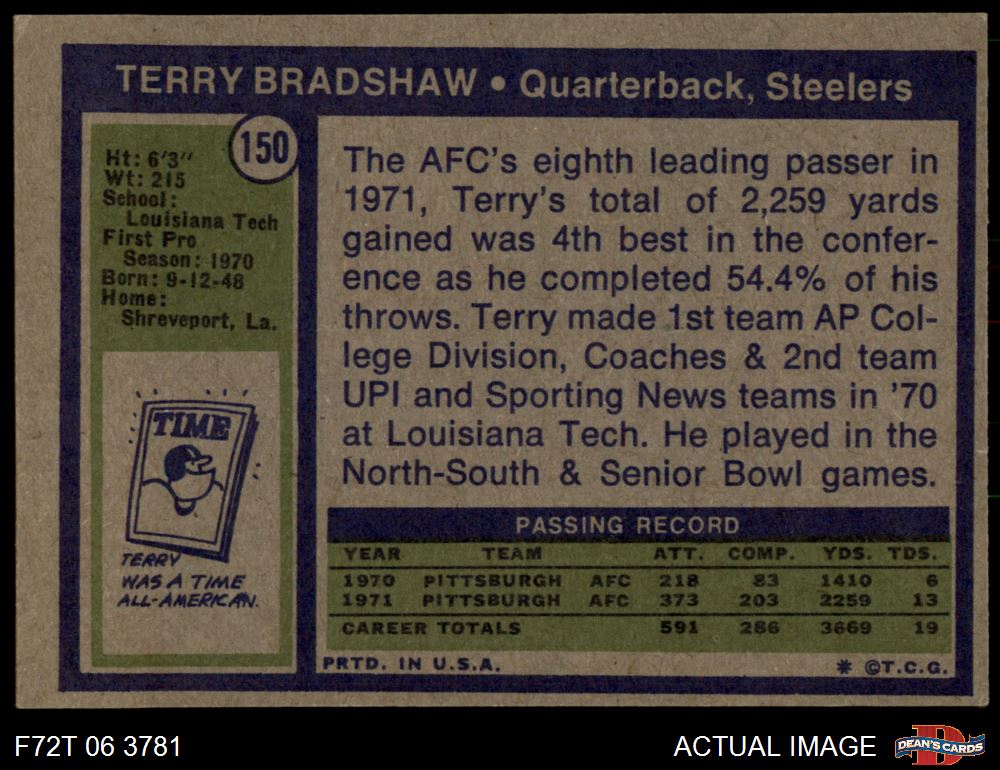 TERRY BRADSHAW • Quarterback, Steelers
150
Ht: 6'3"
Wt: 215
School:
Louisiana Tech
First Pro
Season: 1970
Born: 9-12-48
Home:
Shreveport, La.
TIME
TERRY
WAS A TIME
ALL-AMERICAN.
The AFC's eighth leading passer in
1971, Terry's total of 2,259 yards
gained was 4th best in the confer-
ence as he completed 54.4% of his
throws. Terry made 1st team AP Col-
lege Division, Coaches & 2nd team
UPI and Sporting News teams in '70
at Louisiana Tech. He played in the
North-South & Senior Bowl games.
PASSING RECORD
YEAR TEAM ATT. COMP. YDS. TDS.
1970 PITTSBURGH AFC 218 83 1410 6
1971 PITTSBURGH AFC 373 203 2259 13
CAREER TOTALS 591 286 3669 19
PRTD. IN U.S.A. * ©T.C.G.
F72T 06 3781 ACTUAL IMAGE DEAN'S CARDS